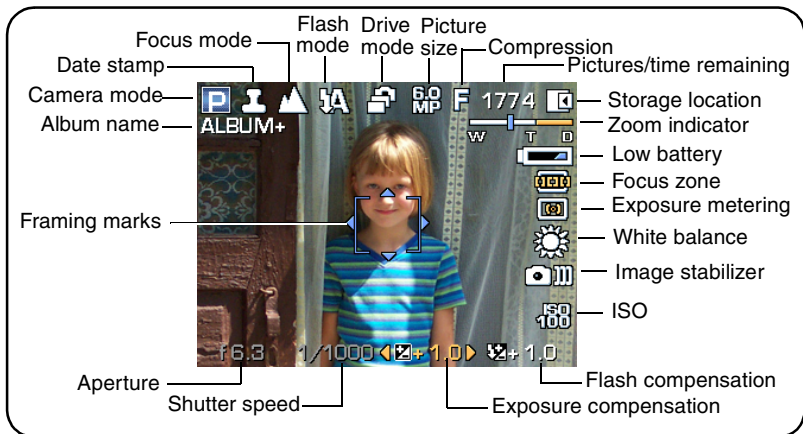 Flash Drive Picture
Focus mode mode mode size Compression
Date stamp Pictures/time remaining
Camera mode P A 6.0 MP F 1774 Storage location
Album name ALBUM+ Zoom indicator
W T D
Low battery
Focus zone
Framing marks Exposure metering
White balance
Image stabilizer
ISO 100 ISO
f 6.3 1/1000 + 1.0 + 1.0
Aperture Flash compensation
Shutter speed Exposure compensation